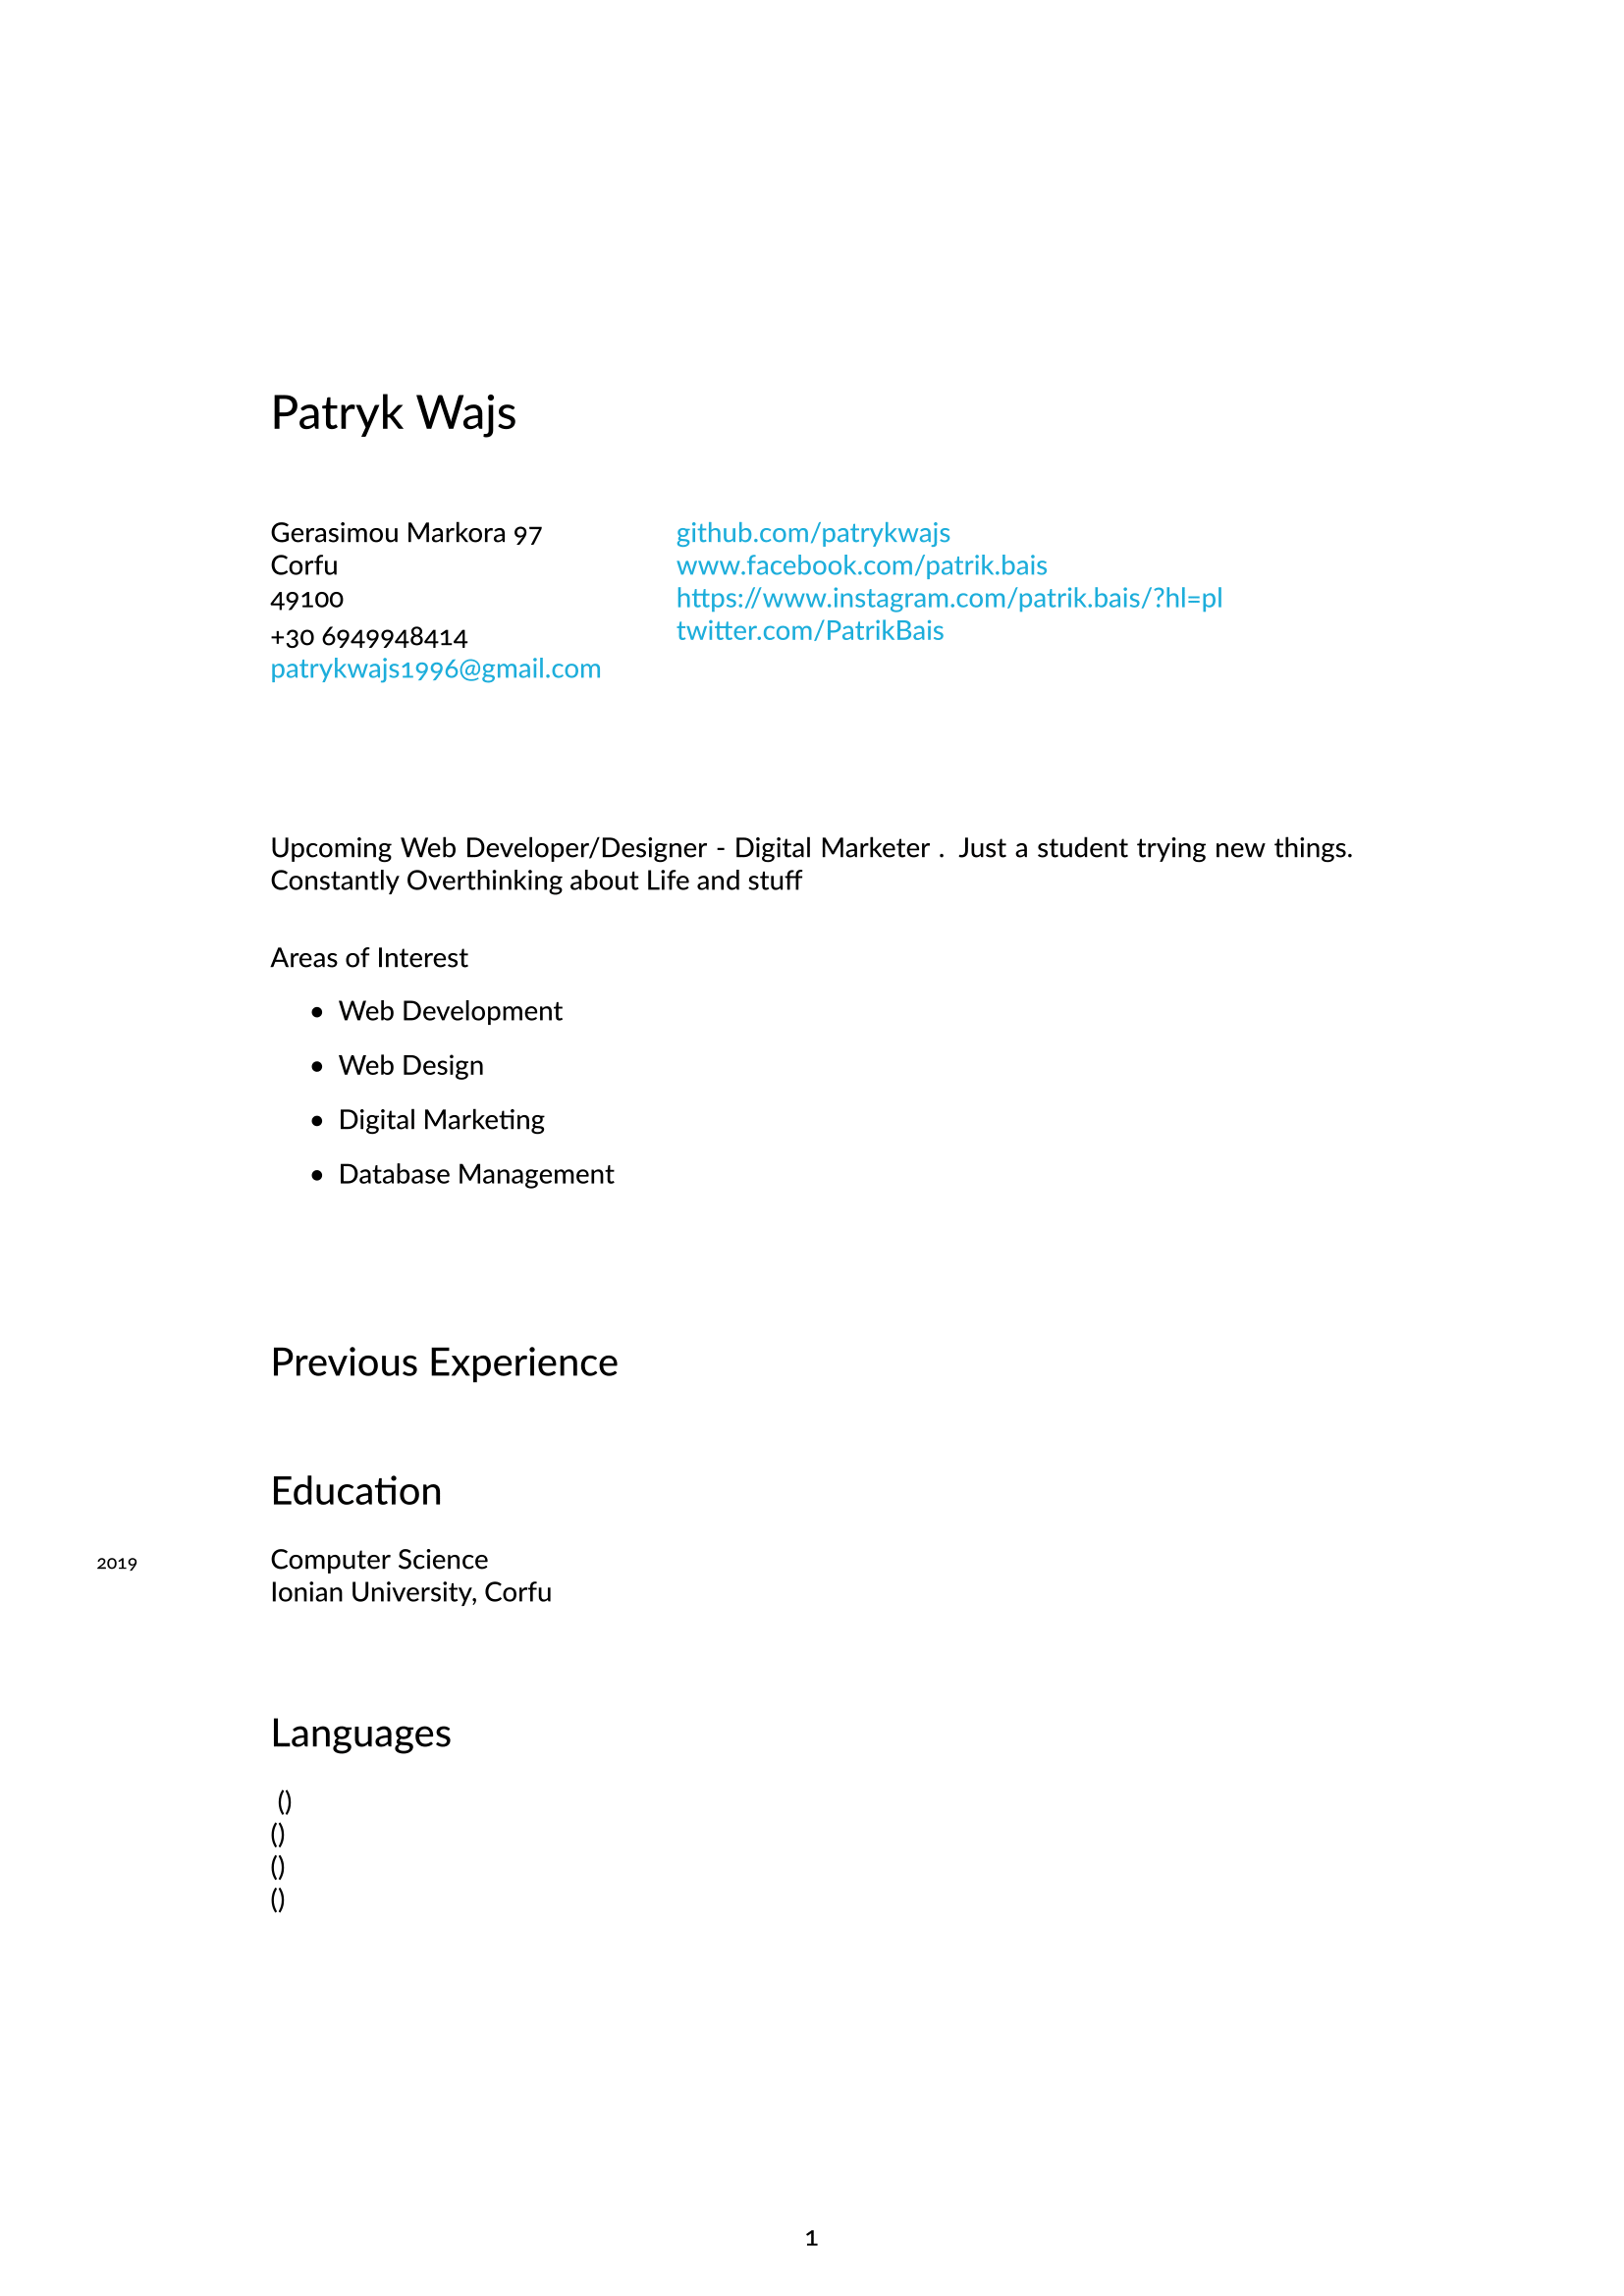 Patryk Wajs
Gerasimou Markora 97
Corfu
49100
+30 6949948414
patrykwajs1996@gmail.com
github.com/patrykwajs
www.facebook.com/patrik.bais
https://www.instagram.com/patrik.bais/?hl=pl
twitter.com/PatrikBais
Upcoming Web Developer/Designer - Digital Marketer . Just a student trying new things.
Constantly Overthinking about Life and stuff
Areas of Interest
• Web Development
• Web Design
• Digital Marketing
• Database Management
Previous Experience
Education
2019 Computer Science
Ionian University, Corfu
Languages
()
()
()
()
1